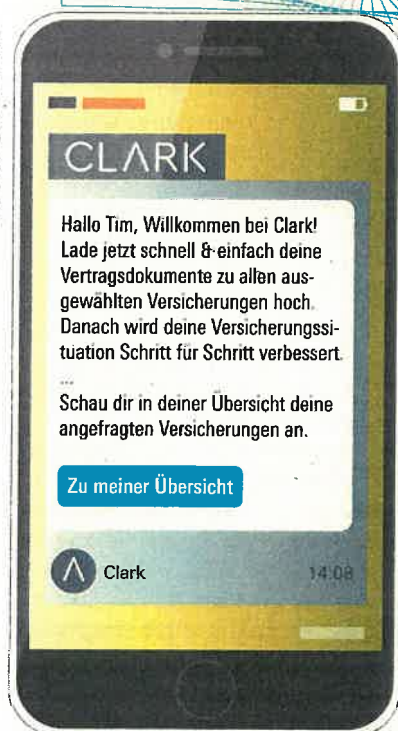 CLARK
Hallo Tim, Willkommen bei Clark!
Lade jetzt schnell & einfach deine
Vertragsdokumente zu allen aus-
gewählten Versicherungen hoch.
Danach wird deine Versicherungssi-
tuation Schritt für Schritt verbessert.
...
Schau dir in deiner Übersicht deine
angefragten Versicherungen an.
Zu meiner Übersicht
Clark 14:08